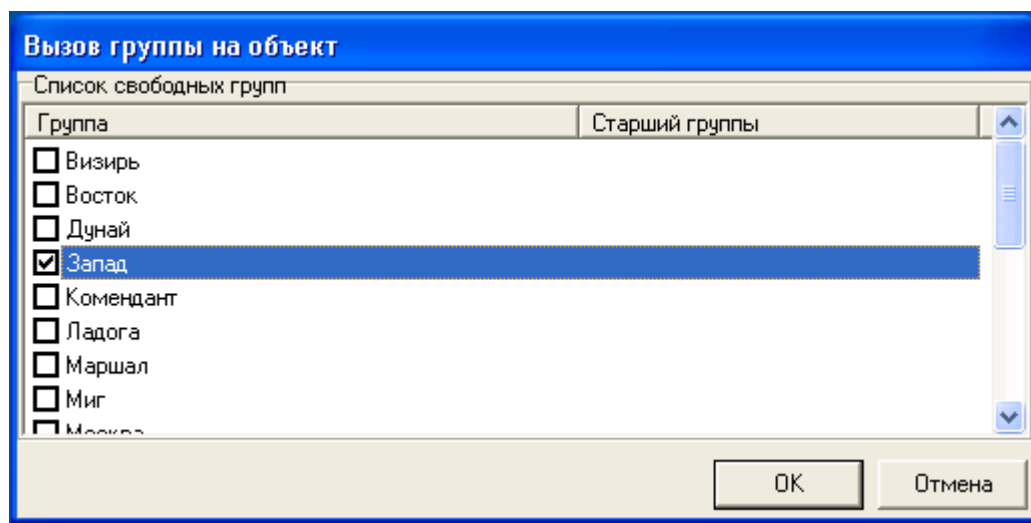 Вызов группы на объект
Список свободных групп
Группа Старший группы
Визирь
Восток
Дунай
Запад
Комендант
Ладога
Маршал
Миг
Москва
OK Отмена